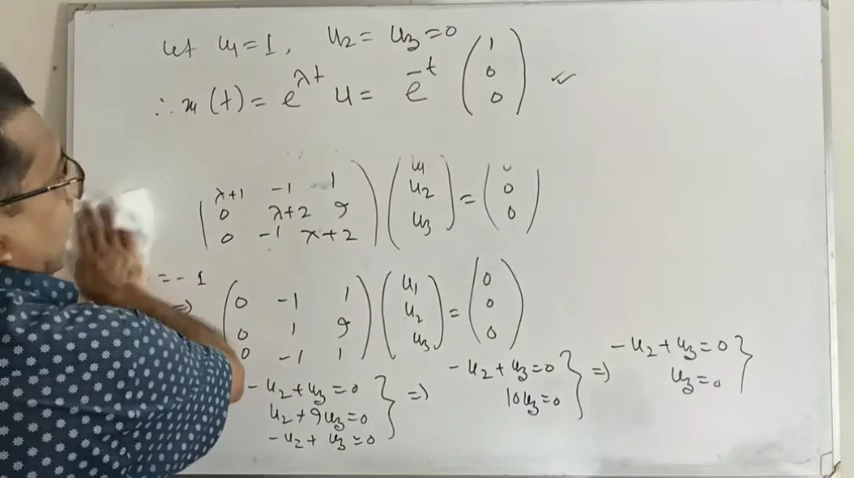 let u₁ = 1, u₂ = u₃ = 0
∴ x₁(t) = e^{λt} u = e^{-t} (1 0 0) ✓
(λ+1 -1 1
0 λ+2 9
0 -1 λ+2) (u₁ u₂ u₃) = (0 0 0)
= -1
⇒ (0 -1 1
0 1 9
0 -1 1) (u₁ u₂ u₃) = (0 0 0)
-u₂ + u₃ = 0
u₂ + 9u₃ = 0
-u₂ + u₃ = 0 }
⇒ -u₂ + u₃ = 0
10u₃ = 0 }
⇒ -u₂ + u₃ = 0
u₃ = 0 }